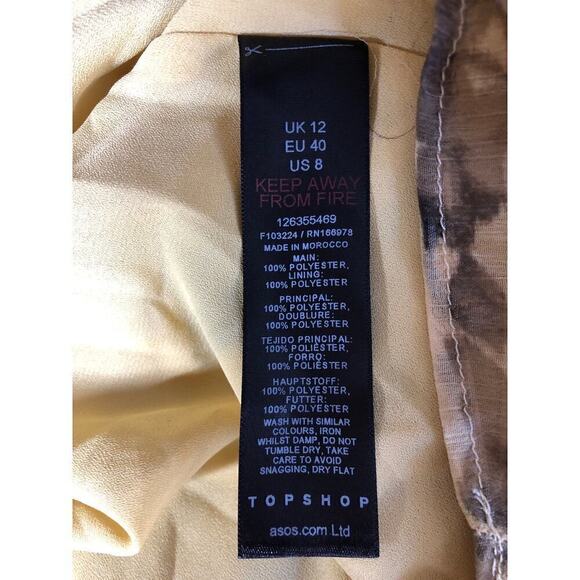 UK 12
EU 40
US 8
KEEP AWAY
FROM FIRE
126355469
F103224 / RN166978
MADE IN MOROCCO
MAIN:
100% POLYESTER,
LINING:
100% POLYESTER
PRINCIPAL:
100% POLYESTER,
DOUBLURE:
100% POLYESTER
TEJIDO PRINCIPAL:
100% POLIÉSTER,
FORRO:
100% POLIÉSTER
HAUPTSTOFF:
100% POLYESTER,
FUTTER:
100% POLYESTER
WASH WITH SIMILAR
COLOURS, IRON
WHILST DAMP, DO NOT
TUMBLE DRY, TAKE
CARE TO AVOID
SNAGGING, DRY FLAT
TOPSHOP
asos.com Ltd